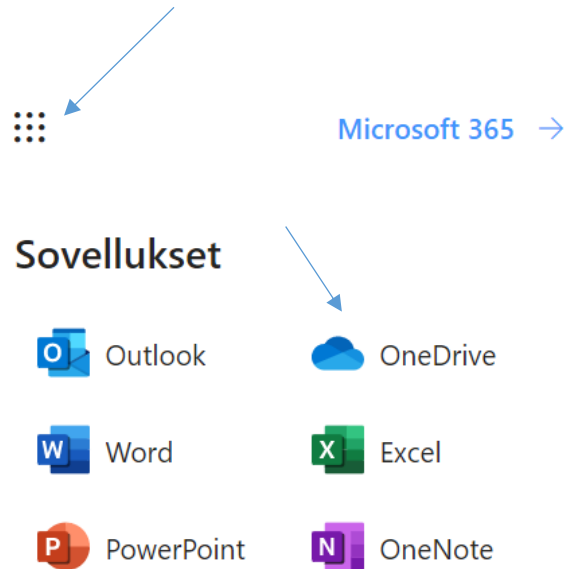 Microsoft 365
Sovellukset
O Outlook
OneDrive
W Word
X Excel
P PowerPoint
N OneNote